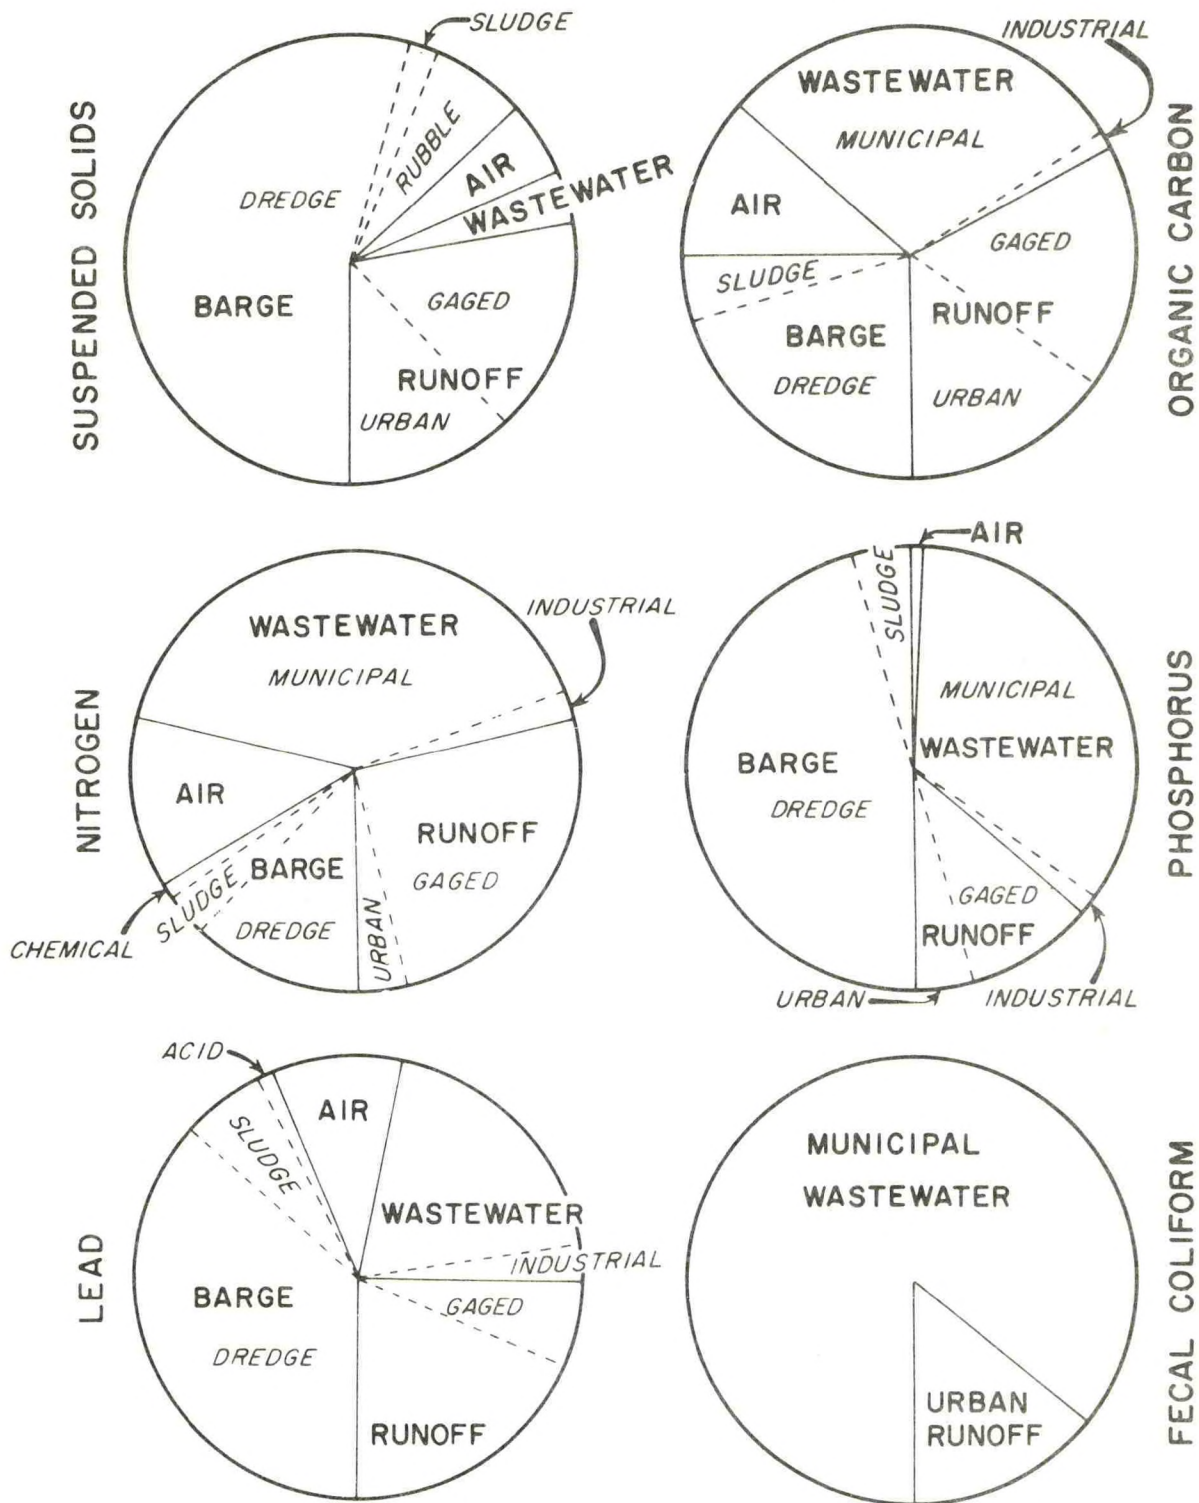 SUSPENDED SOLIDS
SLUDGE
RUBBLE
DREDGE
AIR
WASTEWATER
BARGE
GAGED
RUNOFF
URBAN
ORGANIC CARBON
INDUSTRIAL
WASTEWATER
MUNICIPAL
AIR
GAGED
SLUDGE
RUNOFF
BARGE
DREDGE
URBAN
NITROGEN
INDUSTRIAL
WASTEWATER
MUNICIPAL
AIR
RUNOFF
GAGED
BARGE
SLUDGE
DREDGE
URBAN
CHEMICAL
PHOSPHORUS
AIR
SLUDGE
MUNICIPAL
WASTEWATER
BARGE
DREDGE
GAGED
RUNOFF
URBAN
INDUSTRIAL
LEAD
ACID
AIR
SLUDGE
WASTEWATER
INDUSTRIAL
GAGED
BARGE
DREDGE
RUNOFF
FECAL COLIFORM
MUNICIPAL
WASTEWATER
URBAN
RUNOFF